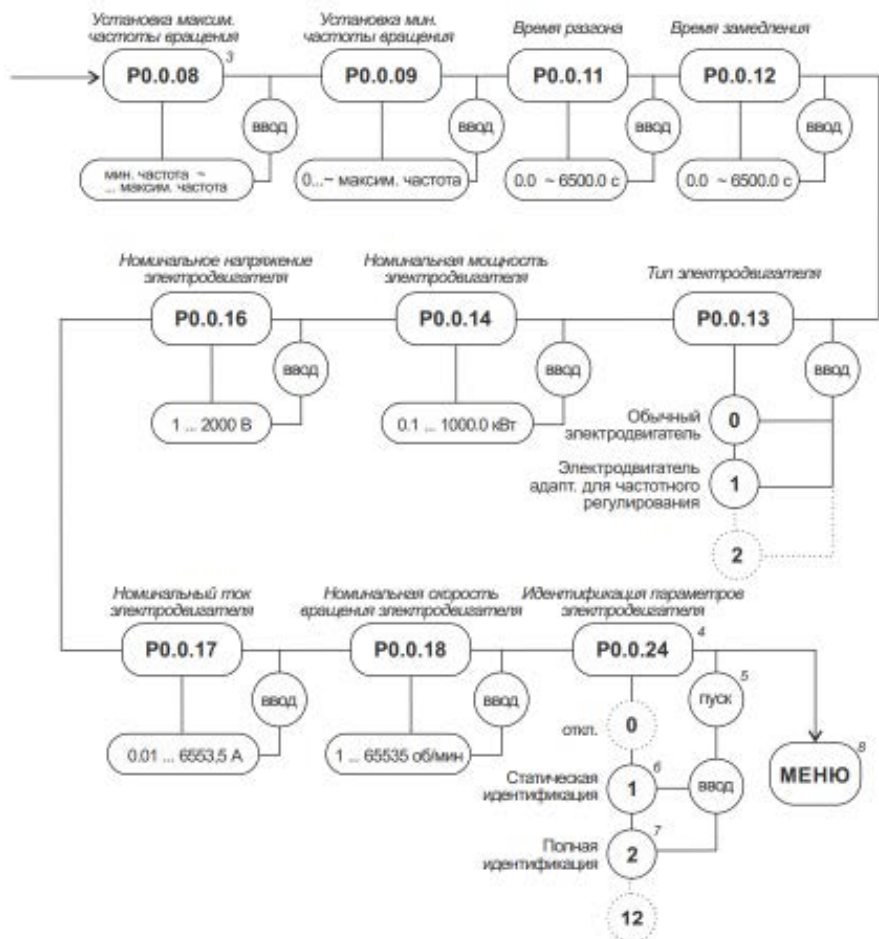 Установка максим.
частоты вращения
P0.0.08
3
ввод
мин. частота ~
... максим. частота
Установка мин.
частоты вращения
P0.0.09
ввод
0...~ максим. частота
Время разгона
P0.0.11
ввод
0.0 ~ 6500.0 с
Время замедления
P0.0.12
ввод
0.0 ~ 6500.0 с
Номинальное напряжение
электродвигателя
P0.0.16
ввод
1 ... 2000 В
Номинальная мощность
электродвигателя
P0.0.14
ввод
0.1 ... 1000.0 кВт
Тип электродвигателя
P0.0.13
ввод
Обычный
электродвигатель
0
Электродвигатель
адапт. для частотного
регулирования
1
2
Номинальный ток
электродвигателя
P0.0.17
ввод
0.01 ... 6553,5 А
Номинальная скорость
вращения электродвигателя
P0.0.18
ввод
1 ... 65535 об/мин
Идентификация параметров
электродвигателя
P0.0.24
4
5
пуск
откл.
0
Статическая
идентификация
1
6
ввод
Полная
идентификация
2
7
12
МЕНЮ
8